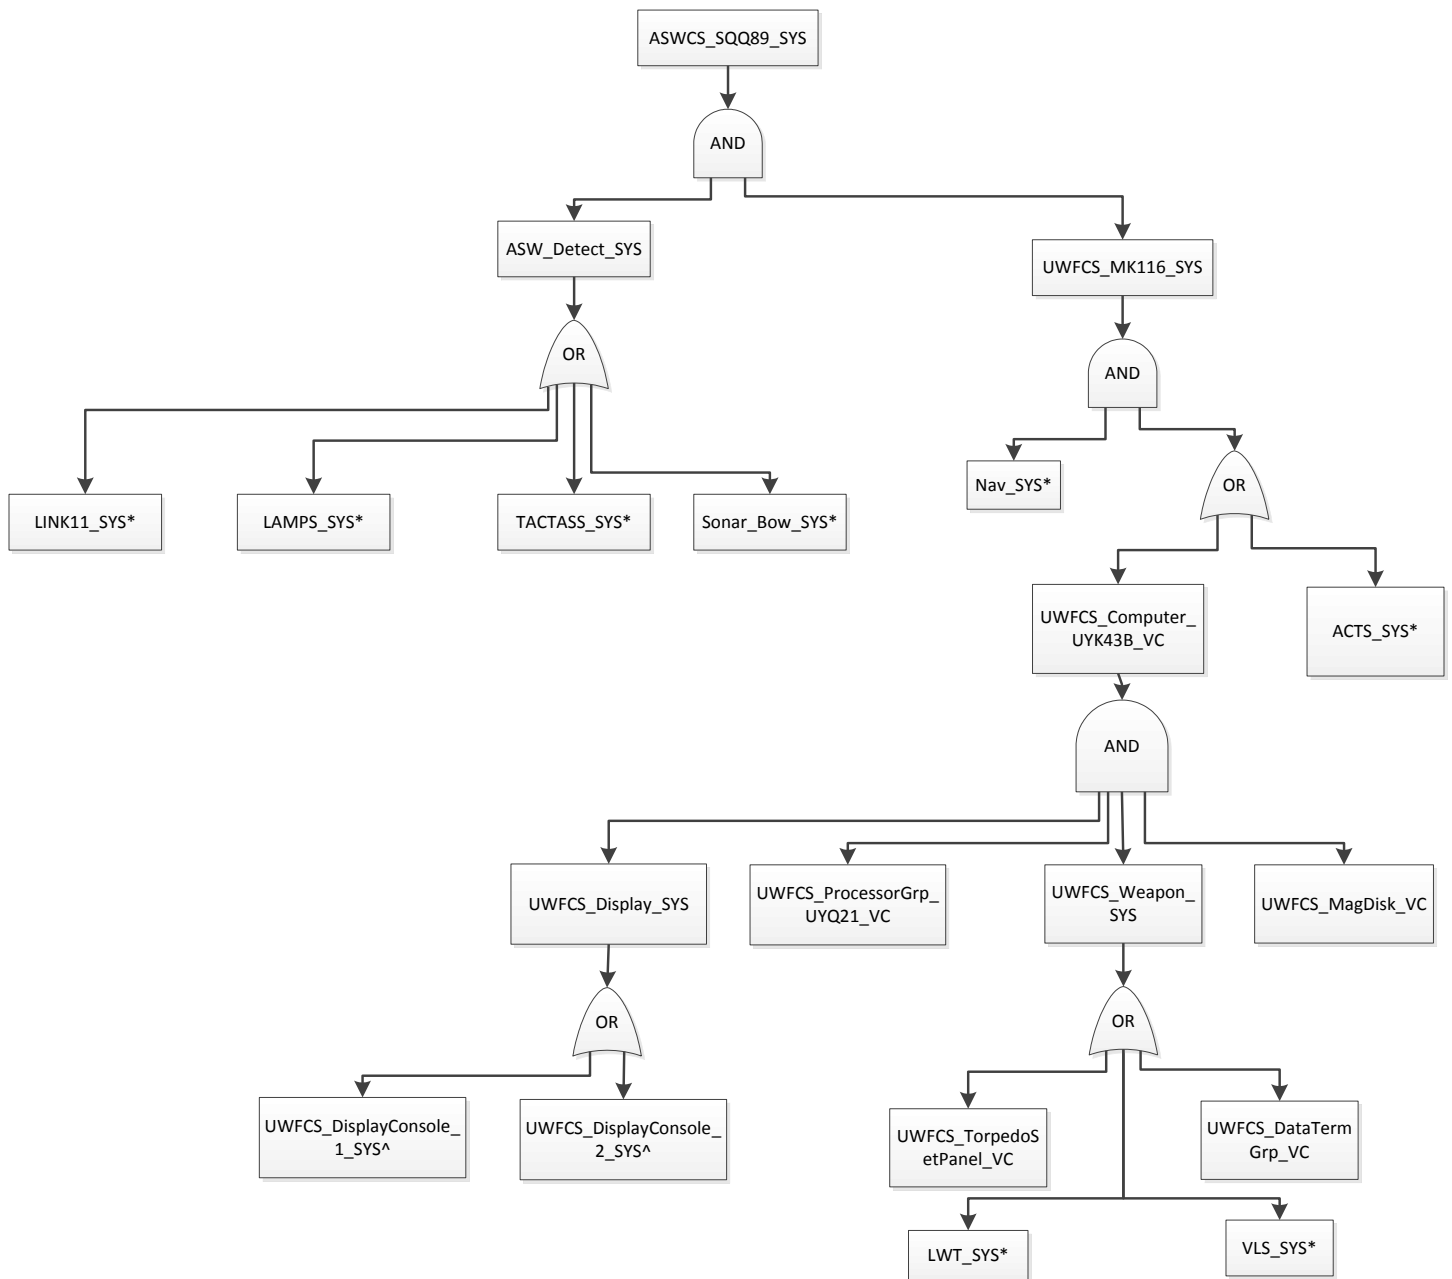 ASWCS_SQQ89_SYS
AND
ASW_Detect_SYS
UWFCS_MK116_SYS
OR
AND
LINK11_SYS*
LAMPS_SYS*
TACTASS_SYS*
Sonar_Bow_SYS*
Nav_SYS*
OR
UWFCS_Computer_
UYK43B_VC
ACTS_SYS*
AND
UWFCS_Display_SYS
UWFCS_ProcessorGrp_
UYQ21_VC
UWFCS_Weapon_
SYS
UWFCS_MagDisk_VC
OR
OR
UWFCS_DisplayConsole_
1_SYS^
UWFCS_DisplayConsole_
2_SYS^
UWFCS_TorpedoS
etPanel_VC
UWFCS_DataTerm
Grp_VC
LWT_SYS*
VLS_SYS*